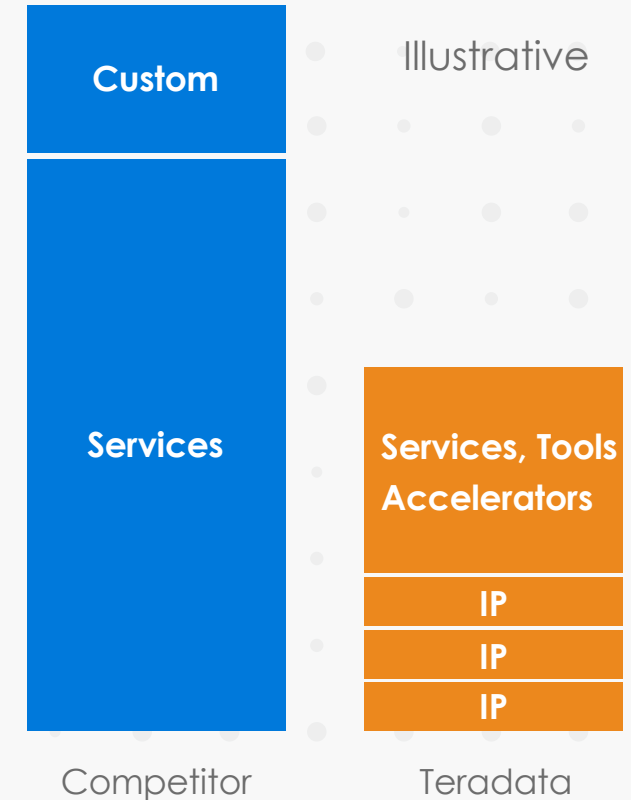 Custom
Illustrative
Services
Services, Tools
Accelerators
IP
IP
IP
Competitor
Teradata